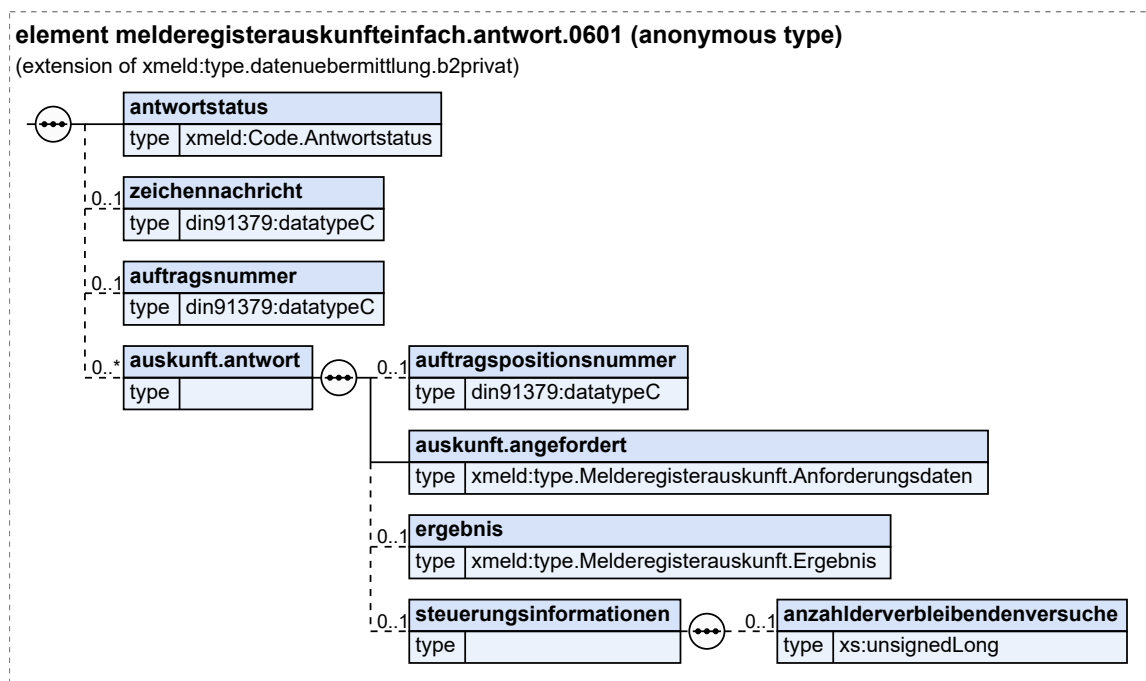 element melderegisterauskunfteinfach.antwort.0601 (anonymous type)
(extension of xmeld:type.datenuebermittlung.b2privat)
antwortstatus
type xmeld:Code.Antwortstatus
0..1 zeichennachricht
type din91379:datatypeC
0..1 auftragsnummer
type din91379:datatypeC
0..* auskunft.antwort
type
0..1 auftragspositionsnummer
type din91379:datatypeC
auskunft.angefordert
type xmeld:type.Melderegisterauskunft.Anforderungsdaten
0..1 ergebnis
type xmeld:type.Melderegisterauskunft.Ergebnis
0..1 steuerungsinformationen
type
0..1 anzahlderverbleibendenversuche
type xs:unsignedLong